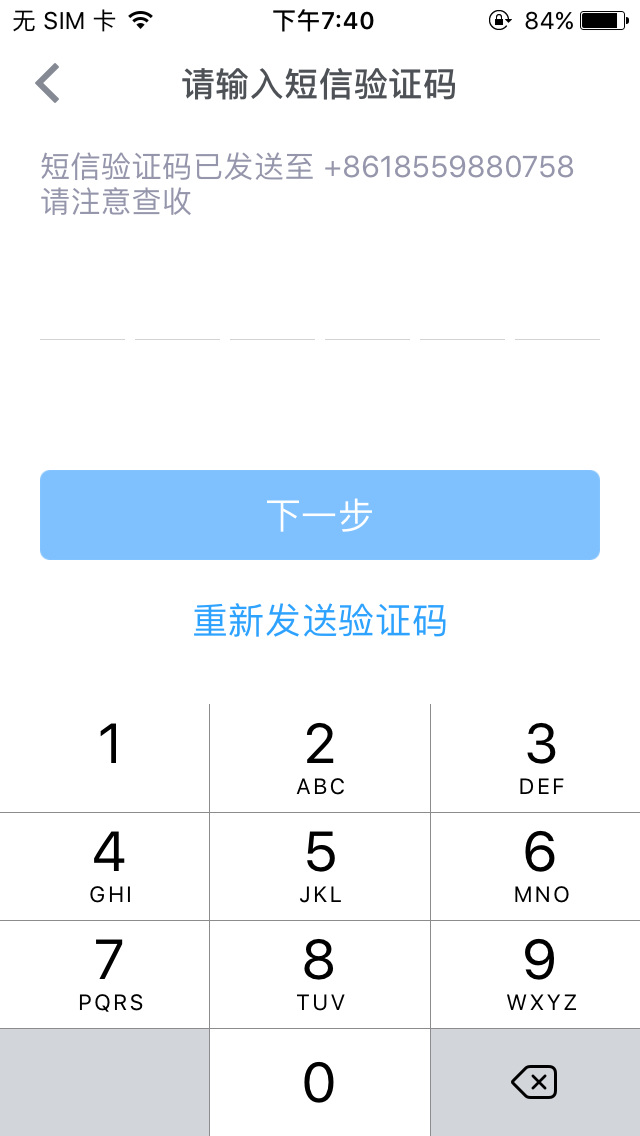 无 SIM 卡 下午7:40 84%
请输入短信验证码
短信验证码已发送至 +8618559880758
请注意查收
下一步
重新发送验证码
1 2 3
ABC DEF
4 5 6
GHI JKL MNO
7 8 9
PQRS TUV WXYZ
0